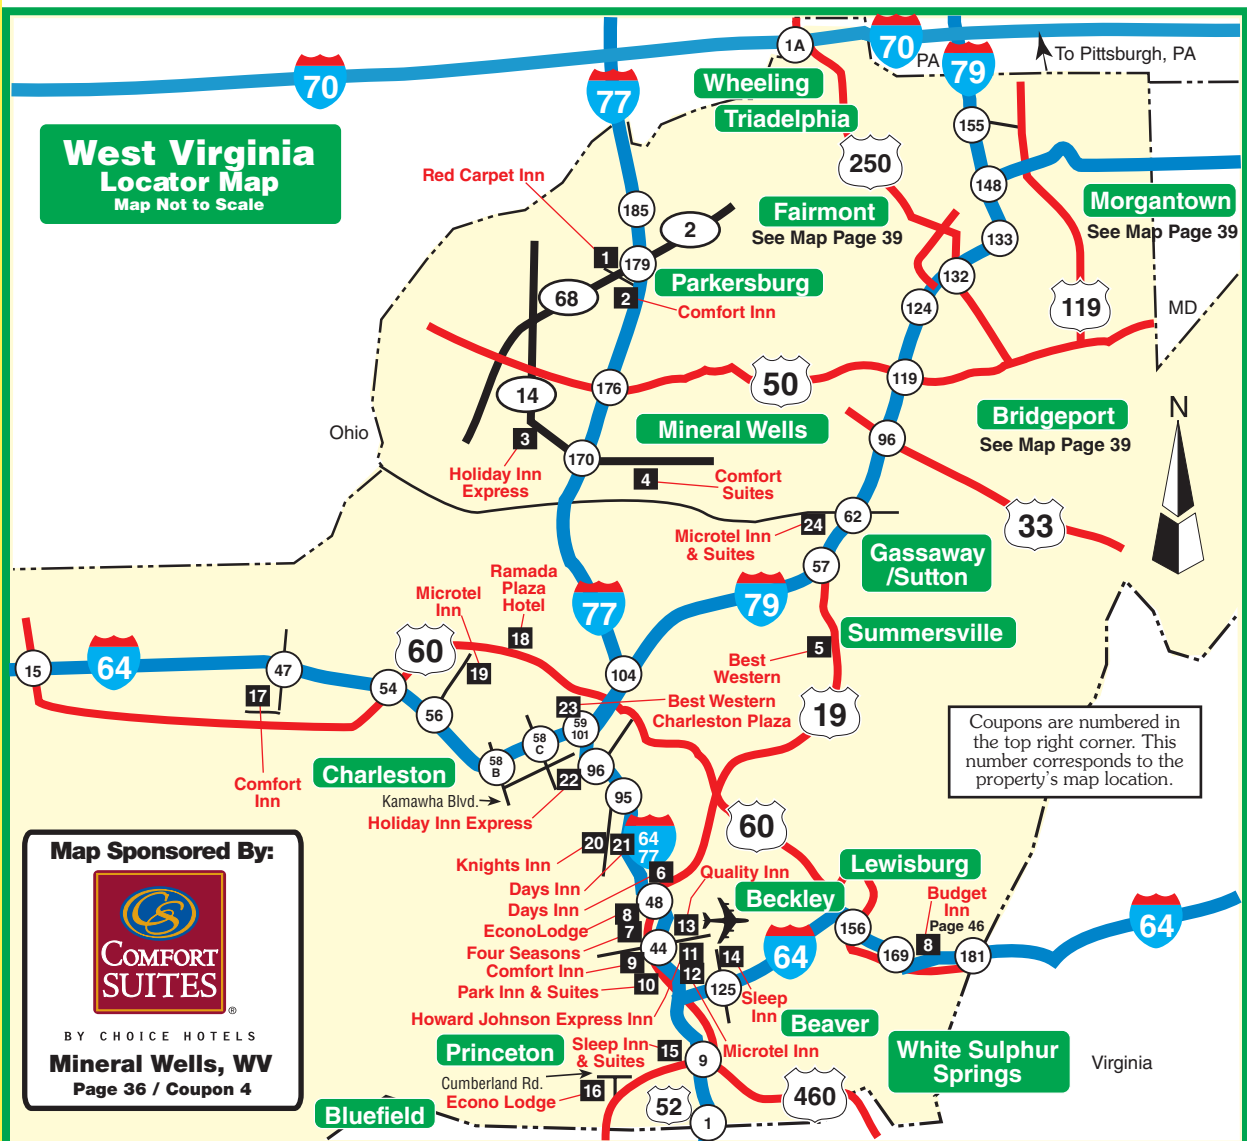 70
77
1A
70
PA
79
To Pittsburgh, PA
Wheeling
Triadelphia
155
250
148
West Virginia
Locator Map
Map Not to Scale
Red Carpet Inn
185
2
Fairmont
See Map Page 39
Morgantown
See Map Page 39
133
1
179
Parkersburg
132
68
2
Comfort Inn
124
119
MD
50
119
176
14
Ohio
Mineral Wells
Bridgeport
See Map Page 39
N
96
3
170
Holiday Inn
Express
4
Comfort
Suites
33
62
24
Microtel Inn
& Suites
Gassaway
/Sutton
57
Ramada
Plaza
Hotel
Microtel
Inn
77
79
18
60
19
5
Summersville
Best
Western
15
64
47
54
104
17
56
23
Best Western
Charleston Plaza
19
59
101
58
C
58
B
Coupons are numbered in
the top right corner. This
number corresponds to the
property's map location.
Comfort
Inn
Charleston
22
96
Kamawha Blvd.
95
Holiday Inn Express
60
64
77
20
21
Knights Inn
Days Inn
Days Inn
6
Quality Inn
Lewisburg
Beckley
Budget
Inn
Page 46
48
8
EconoLodge
7
Four Seasons
13
44
156
64
8
169
181
64
9
Comfort Inn
11
14
10
Park Inn & Suites
12
125
Sleep
Inn
Howard Johnson Express Inn
Beaver
Princeton
Sleep Inn
& Suites
15
9
Microtel Inn
White Sulphur
Springs
Virginia
Cumberland Rd.
16
Econo Lodge
52
460
1
Bluefield
Map Sponsored By:
CS
COMFORT
SUITES
®
BY CHOICE HOTELS
Mineral Wells, WV
Page 36 / Coupon 4